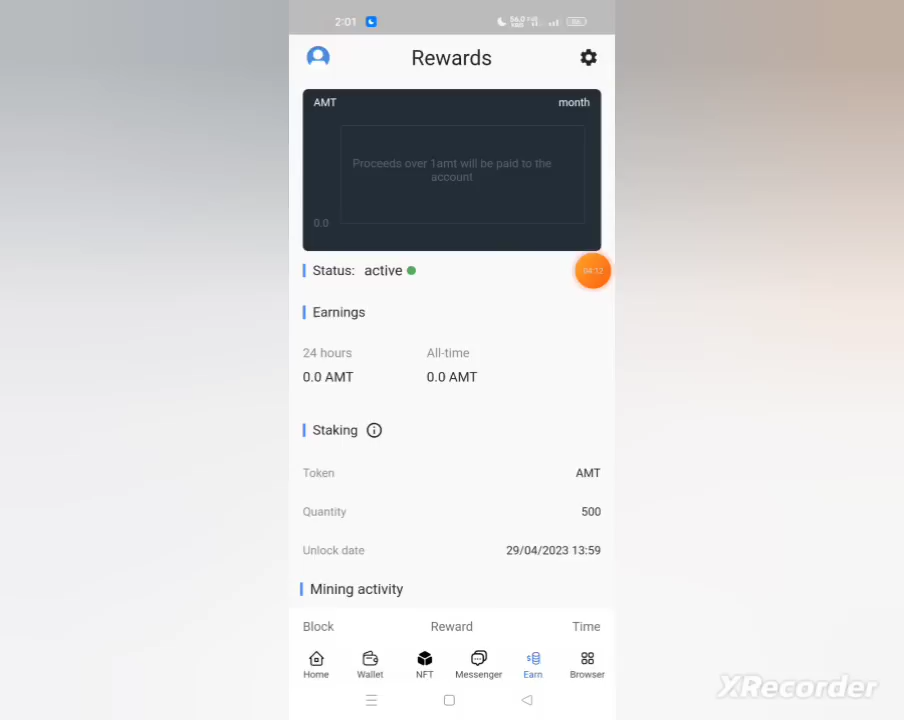 2:01
Rewards
AMT
month
Proceeds over 1amt will be paid to the
account
0.0
Status: active
04:12
Earnings
24 hours
All-time
0.0 AMT
0.0 AMT
Staking
Token
AMT
Quantity
500
Unlock date
29/04/2023 13:59
Mining activity
Block
Reward
Time
Home
Wallet
NFT
Messenger
Earn
Browser
XRecorder